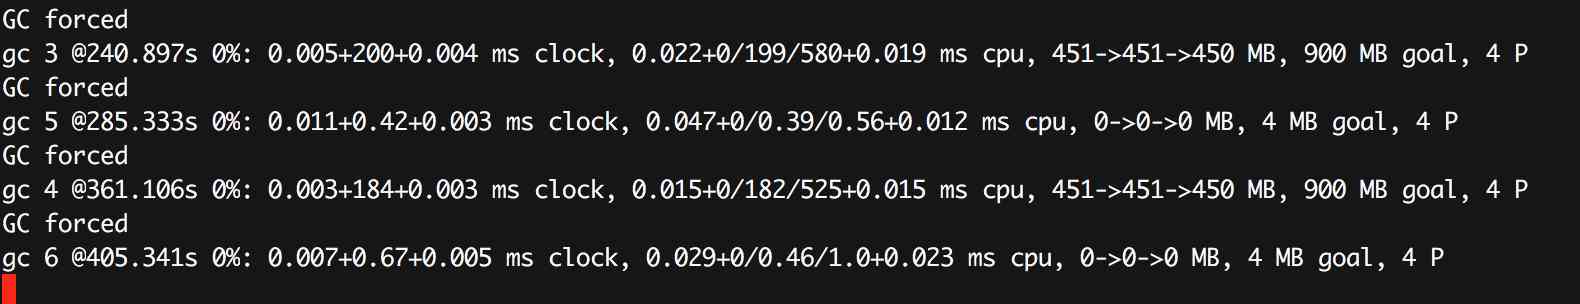 GC forced
gc 3 @240.897s 0%: 0.005+200+0.004 ms clock, 0.022+0/199/580+0.019 ms cpu, 451->451->450 MB, 900 MB goal, 4 P
GC forced
gc 5 @285.333s 0%: 0.011+0.42+0.003 ms clock, 0.047+0/0.39/0.56+0.012 ms cpu, 0->0->0 MB, 4 MB goal, 4 P
GC forced
gc 4 @361.106s 0%: 0.003+184+0.003 ms clock, 0.015+0/182/525+0.015 ms cpu, 451->451->450 MB, 900 MB goal, 4 P
GC forced
gc 6 @405.341s 0%: 0.007+0.67+0.005 ms clock, 0.029+0/0.46/1.0+0.023 ms cpu, 0->0->0 MB, 4 MB goal, 4 P